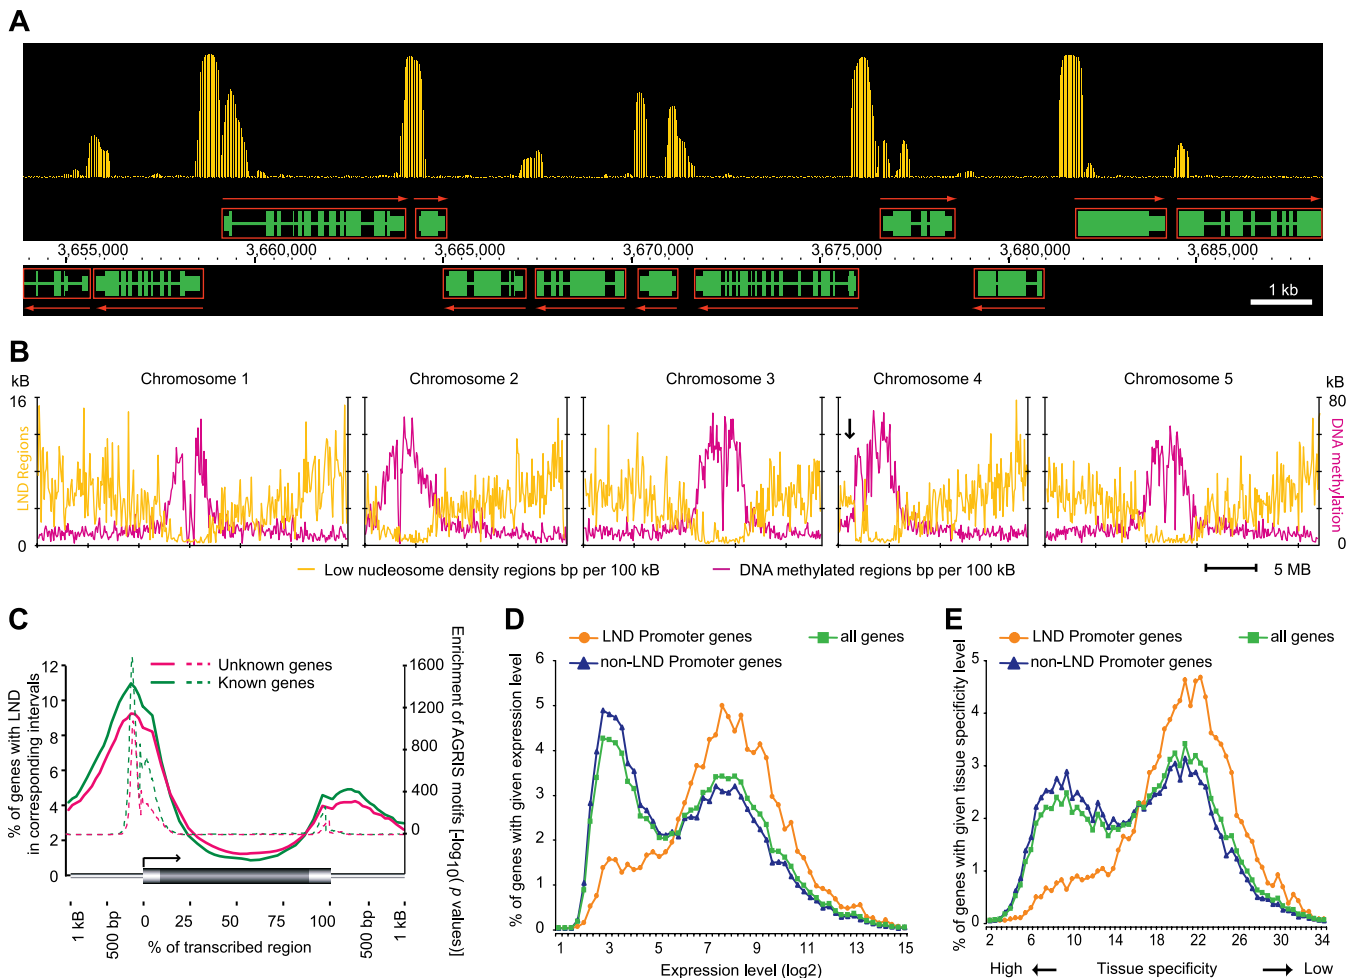 A
3,655,000 3,660,000 3,665,000 3,670,000 3,675,000 3,680,000 3,685,000
1 kb
B
kB
Chromosome 1
Chromosome 2
Chromosome 3
Chromosome 4
Chromosome 5
kB
16
0
LND Regions
80
0
DNA methylation
Low nucleosome density regions bp per 100 kB
DNA methylated regions bp per 100 kB
5 MB
C
Unknown genes
Known genes
% of genes with LND
in corresponding intervals
12
10
8
6
4
2
0
1600
1200
800
400
0
Enrichment of AGRIS motifs [-log10( p values)]
1 kB
500 bp
0
25
50
75
100
500 bp
1 kB
% of transcribed region
D
LND Promoter genes
all genes
non-LND Promoter genes
% of genes with given expression level
6
5
4
3
2
1
0
1 3 5 7 9 11 13 15
Expression level (log2)
E
LND Promoter genes
all genes
non-LND Promoter genes
% of genes with given tissue specificity level
5
4
3
2
1
0
2 6 10 14 18 22 26 30 34
High
Tissue specificity
Low